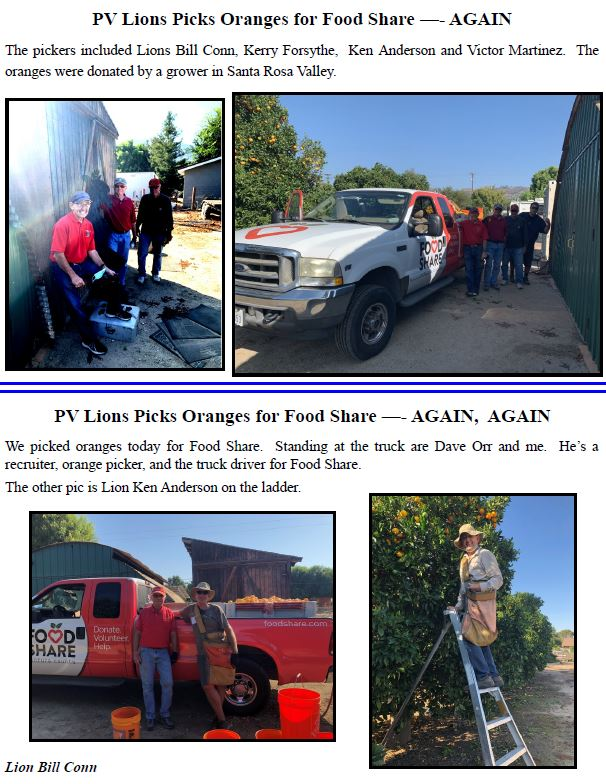 PV Lions Picks Oranges for Food Share —- AGAIN
The pickers included Lions Bill Conn, Kerry Forsythe,  Ken Anderson and Victor Martinez.  The
oranges were donated by a grower in Santa Rosa Valley.
FOOD
SHARE
PV Lions Picks Oranges for Food Share —- AGAIN,  AGAIN
We picked oranges today for Food Share.  Standing at the truck are Dave Orr and me.  He’s a
recruiter, orange picker, and the truck driver for Food Share.
The other pic is Lion Ken Anderson on the ladder.
FOOD
SHARE
Donate.
Volunteer.
Help.
foodshare.com
Lion Bill Conn